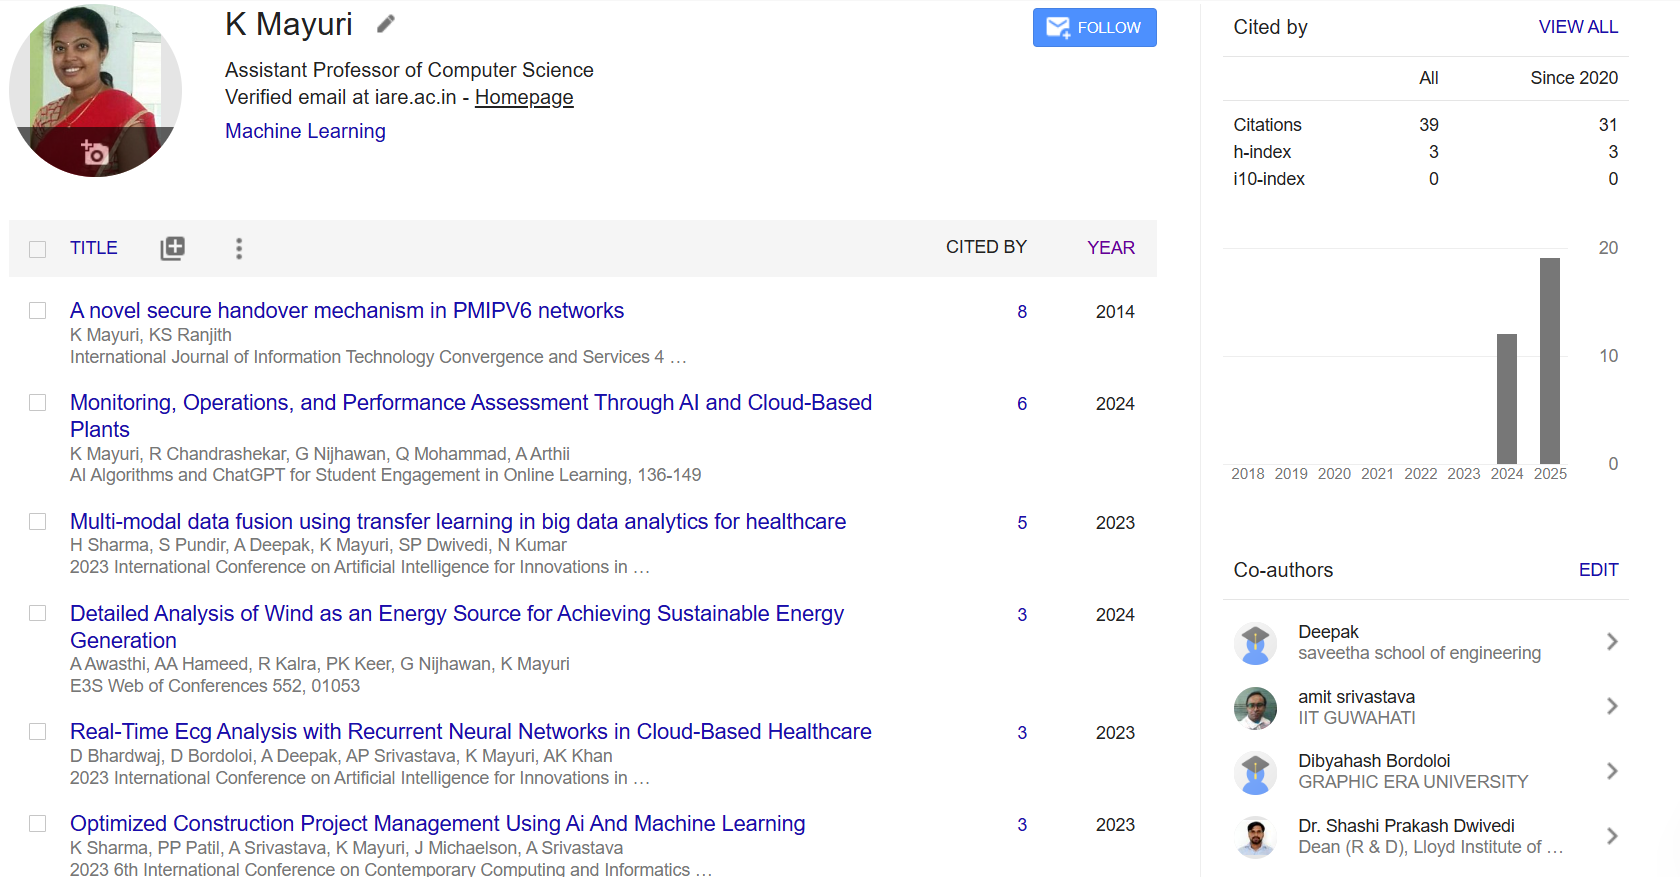 K Mayuri
FOLLOW
Assistant Professor of Computer Science
Verified email at iare.ac.in - Homepage
Machine Learning
TITLE
CITED BY
YEAR
A novel secure handover mechanism in PMIPV6 networks
8
2014
K Mayuri, KS Ranjith
International Journal of Information Technology Convergence and Services 4 …
Monitoring, Operations, and Performance Assessment Through AI and Cloud-Based
6
2024
Plants
K Mayuri, R Chandrashekar, G Nijhawan, Q Mohammad, A Arthii
AI Algorithms and ChatGPT for Student Engagement in Online Learning, 136-149
Multi-modal data fusion using transfer learning in big data analytics for healthcare
5
2023
H Sharma, S Pundir, A Deepak, K Mayuri, SP Dwivedi, N Kumar
2023 International Conference on Artificial Intelligence for Innovations in …
Detailed Analysis of Wind as an Energy Source for Achieving Sustainable Energy
3
2024
Generation
A Awasthi, AA Hameed, R Kalra, PK Keer, G Nijhawan, K Mayuri
E3S Web of Conferences 552, 01053
Real-Time Ecg Analysis with Recurrent Neural Networks in Cloud-Based Healthcare
3
2023
D Bhardwaj, D Bordoloi, A Deepak, AP Srivastava, K Mayuri, AK Khan
2023 International Conference on Artificial Intelligence for Innovations in …
Optimized Construction Project Management Using Ai And Machine Learning
3
2023
K Sharma, PP Patil, A Srivastava, K Mayuri, J Michaelson, A Srivastava
2023 6th International Conference on Contemporary Computing and Informatics …
Cited by
VIEW ALL
All
Since 2020
Citations
39
31
h-index
3
3
i10-index
0
0
20
10
0
2018 2019 2020 2021 2022 2023 2024 2025
Co-authors
EDIT
Deepak
saveetha school of engineering
amit srivastava
IIT GUWAHATI
Dibyahash Bordoloi
GRAPHIC ERA UNIVERSITY
Dr. Shashi Prakash Dwivedi
Dean (R & D), Lloyd Institute of …